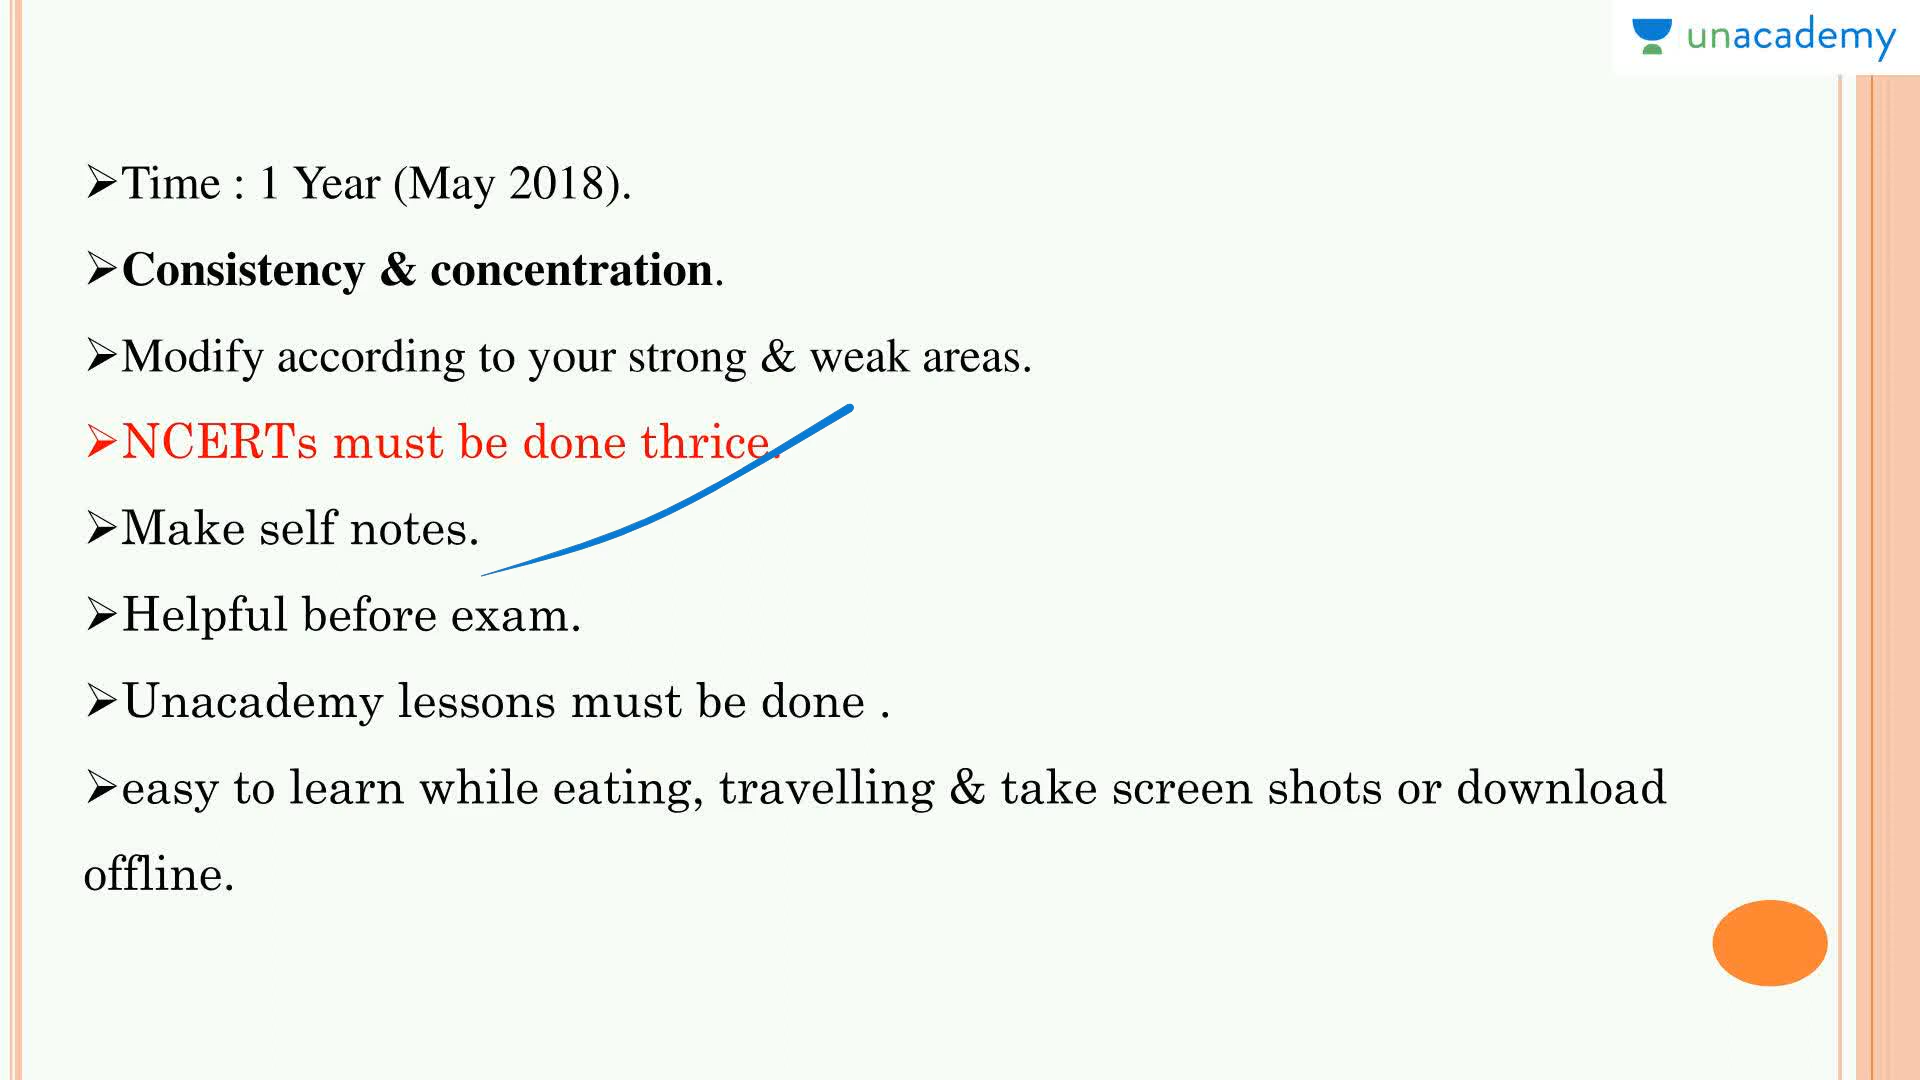 unacademy
➢Time : 1 Year (May 2018).
➢Consistency & concentration.
➢Modify according to your strong & weak areas.
➢NCERTs must be done thrice.
➢Make self notes.
➢Helpful before exam.
➢Unacademy lessons must be done .
➢easy to learn while eating, travelling & take screen shots or download
offline.